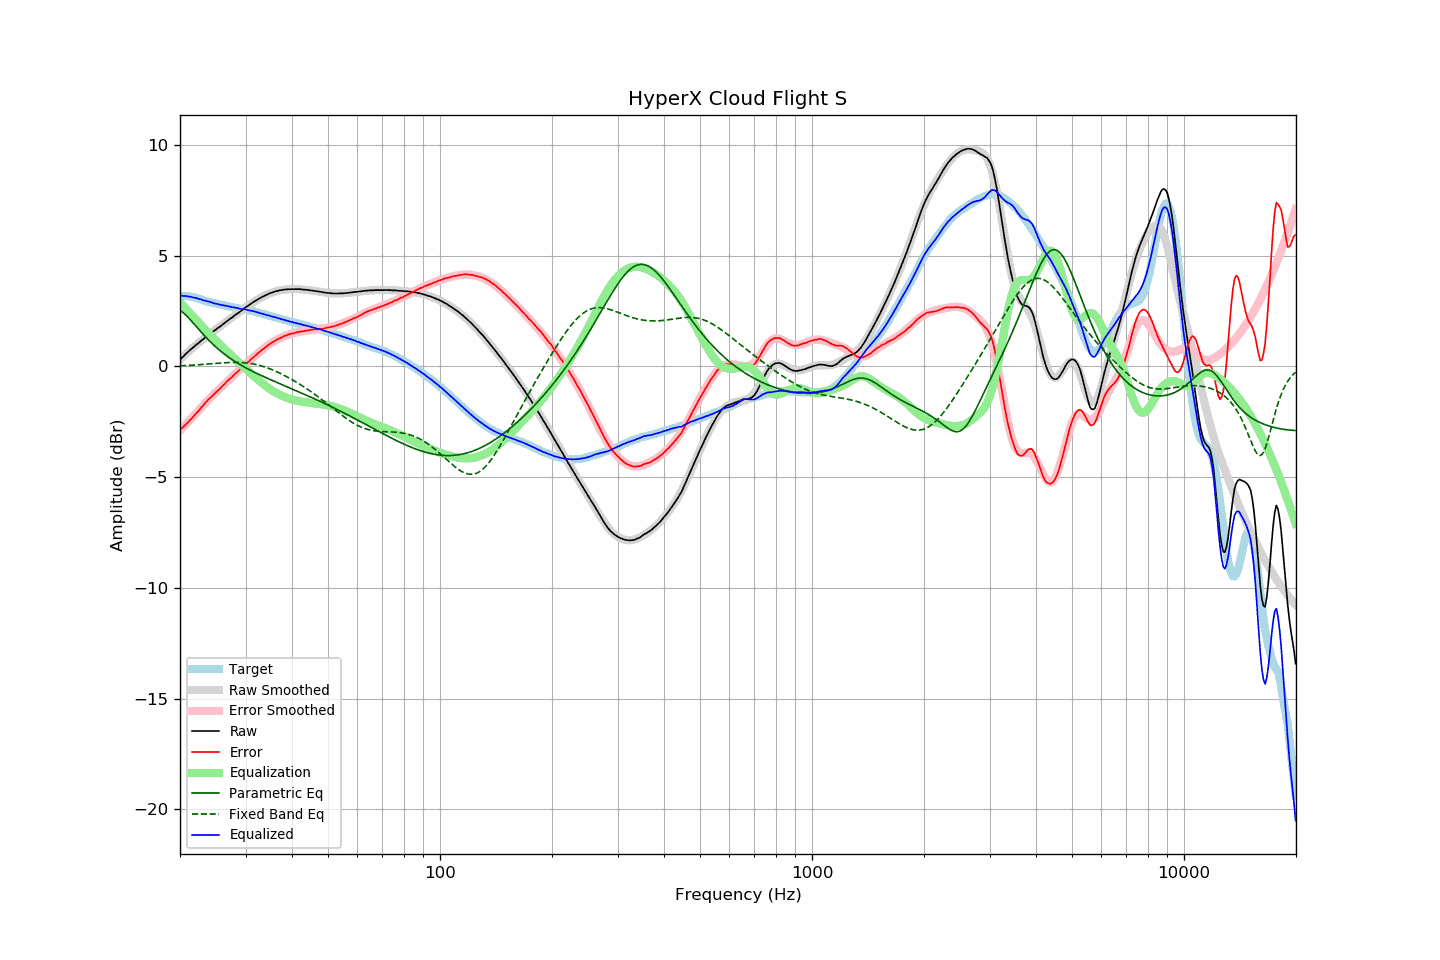 HyperX Cloud Flight S
10
5
0
−5
−10
−15
−20
Amplitude (dBr)
Target
Raw Smoothed
Error Smoothed
Raw
Error
Equalization
Parametric Eq
Fixed Band Eq
Equalized
100
1000
10000
Frequency (Hz)